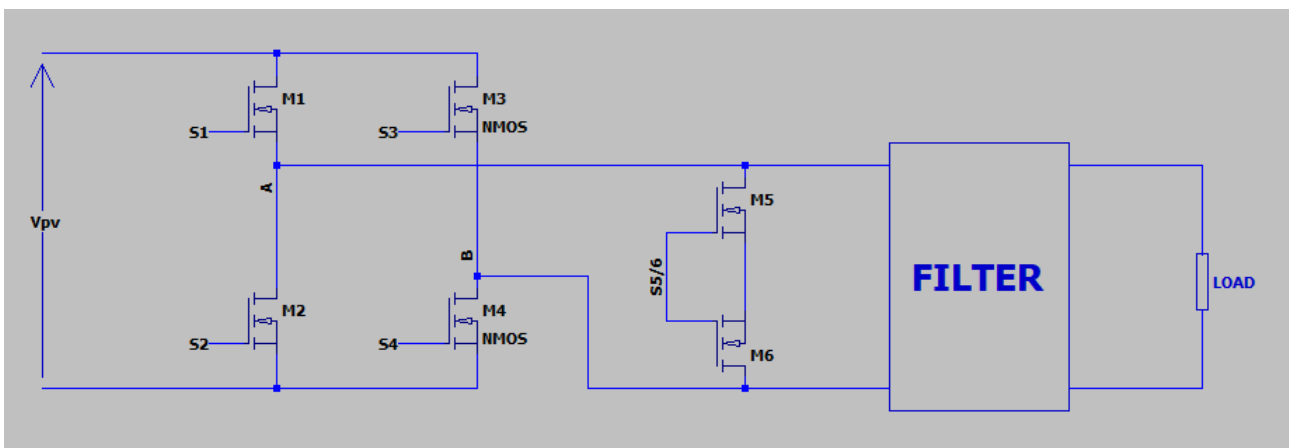 M1
M3
S1
S3
NMOS
A
M5
Vpv
B
S5/6
FILTER
LOAD
M2
M4
S2
S4
NMOS
M6